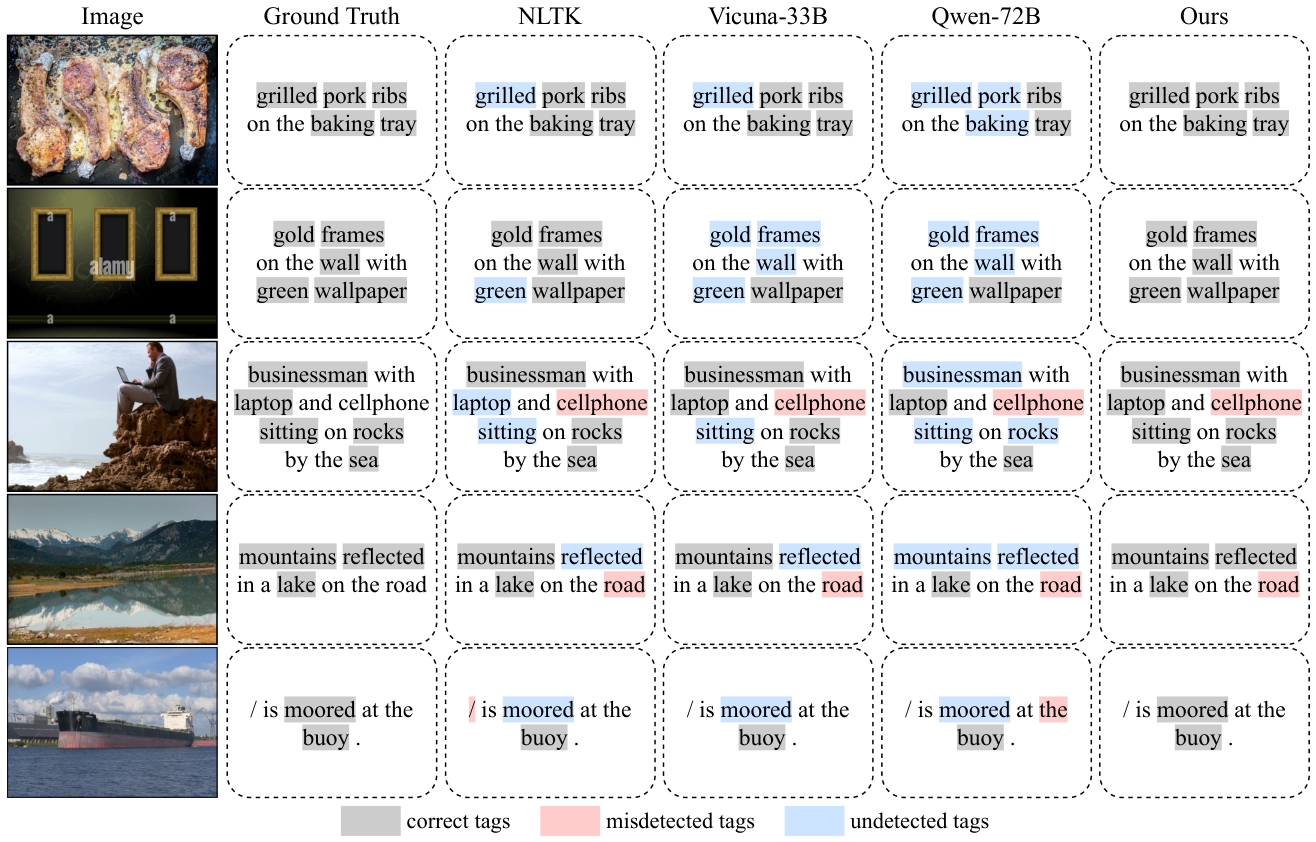 Image Ground Truth NLTK Vicuna-33B Qwen-72B Ours
grilled pork ribs
on the baking tray
grilled pork ribs
on the baking tray
grilled pork ribs
on the baking tray
grilled pork ribs
on the baking tray
grilled pork ribs
on the baking tray
a a
alamy
a a
gold frames
on the wall with
green wallpaper
gold frames
on the wall with
green wallpaper
gold frames
on the wall with
green wallpaper
gold frames
on the wall with
green wallpaper
gold frames
on the wall with
green wallpaper
businessman with
laptop and cellphone
sitting on rocks
by the sea
businessman with
laptop and cellphone
sitting on rocks
by the sea
businessman with
laptop and cellphone
sitting on rocks
by the sea
businessman with
laptop and cellphone
sitting on rocks
by the sea
businessman with
laptop and cellphone
sitting on rocks
by the sea
mountains reflected
in a lake on the road
mountains reflected
in a lake on the road
mountains reflected
in a lake on the road
mountains reflected
in a lake on the road
mountains reflected
in a lake on the road
/ is moored at the
buoy .
/ is moored at the
buoy .
/ is moored at the
buoy .
/ is moored at the
buoy .
/ is moored at the
buoy .
correct tags misdetected tags undetected tags